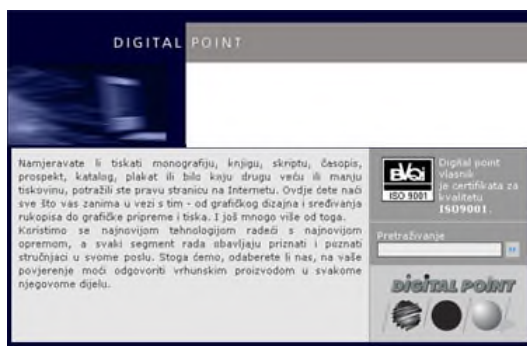 DIGITAL POINT
Namjeravate li tiskati monografiju, knjigu, skriptu, časopis,
prospekt, katalog, plakat ili bilo koju drugu veću ili manju
tiskovinu, potražili ste pravu stranicu na Internetu. Ovdje ćete naći
sve što vas zanima u vezi s tim - od grafičkog dizajna i sređivanja
rukopisa do grafičke pripreme i tiska. I još mnogo više od toga.
Koristimo se najnovijom tehnologijom radeći s najnovijom
opremom, a svaki segment rada obavljaju priznati i poznati
stručnjaci u svome poslu. Stoga ćemo, odaberete li nas, na vaše
povjerenje moći odgovoriti vrhunskim proizvodom u svakome
njegovome dijelu.
BVQi
ISO 9001
Digital point
vlasnik
je certifikata za
kvalitetu
ISO9001.
Pretraživanje
DIGITAL POINT